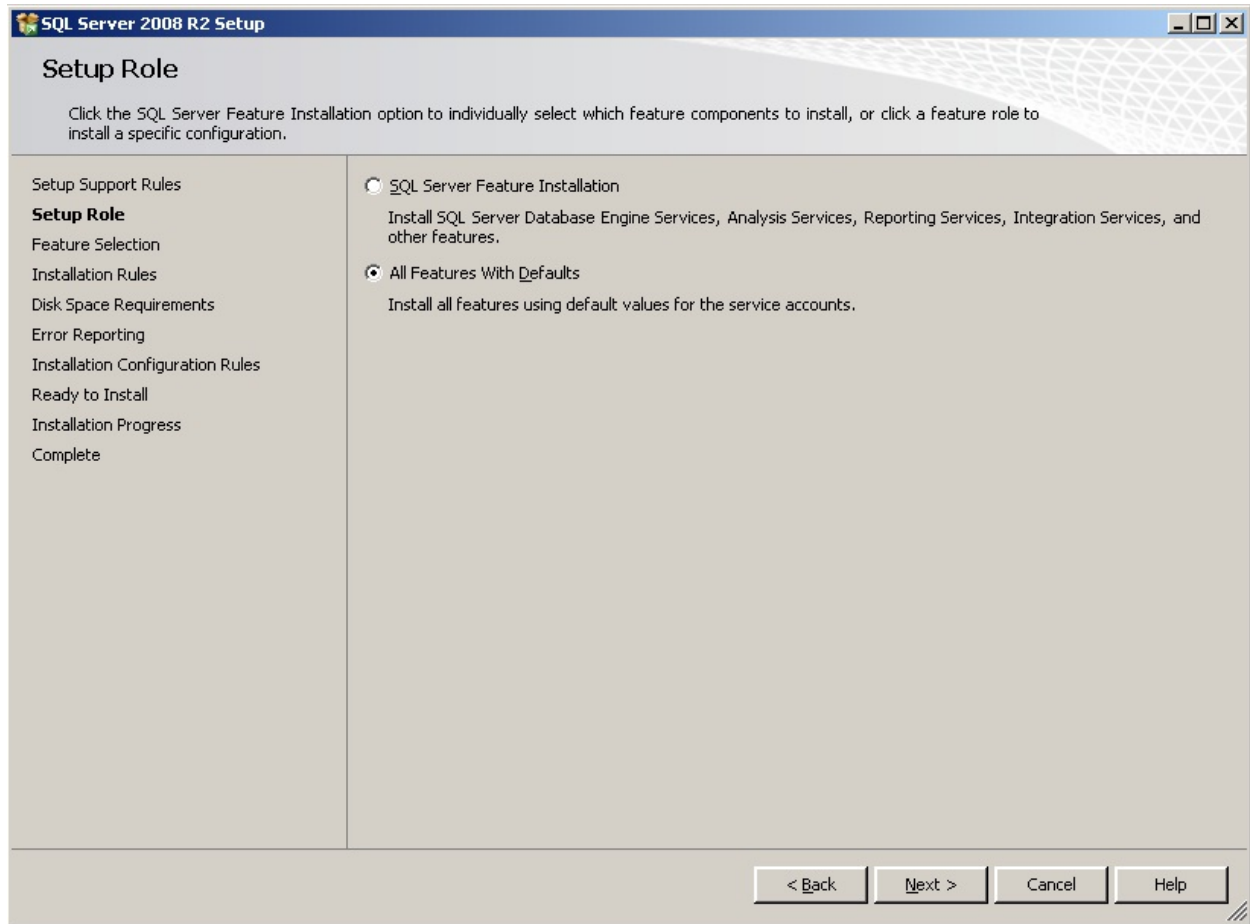 SQL Server 2008 R2 Setup
Setup Role
Click the SQL Server Feature Installation option to individually select which feature components to install, or click a feature role to
install a specific configuration.
Setup Support Rules
Setup Role
Feature Selection
Installation Rules
Disk Space Requirements
Error Reporting
Installation Configuration Rules
Ready to Install
Installation Progress
Complete
SQL Server Feature Installation
Install SQL Server Database Engine Services, Analysis Services, Reporting Services, Integration Services, and
other features.
All Features With Defaults
Install all features using default values for the service accounts.
< Back
Next >
Cancel
Help